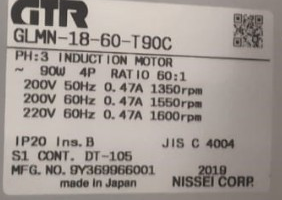 GTR
GLMN-18-60-T90C
PH:3 INDUCTION MOTOR
~ 90W 4P RATIO 60:1
200V 50Hz 0.47A 1350rpm
200V 60Hz 0.47A 1550rpm
220V 60Hz 0.47A 1600rpm
IP20 Ins.B JIS C 4004
S1 CONT. DT-105
MFG. NO. 9Y369966001 2019
made in Japan NISSEI CORP.